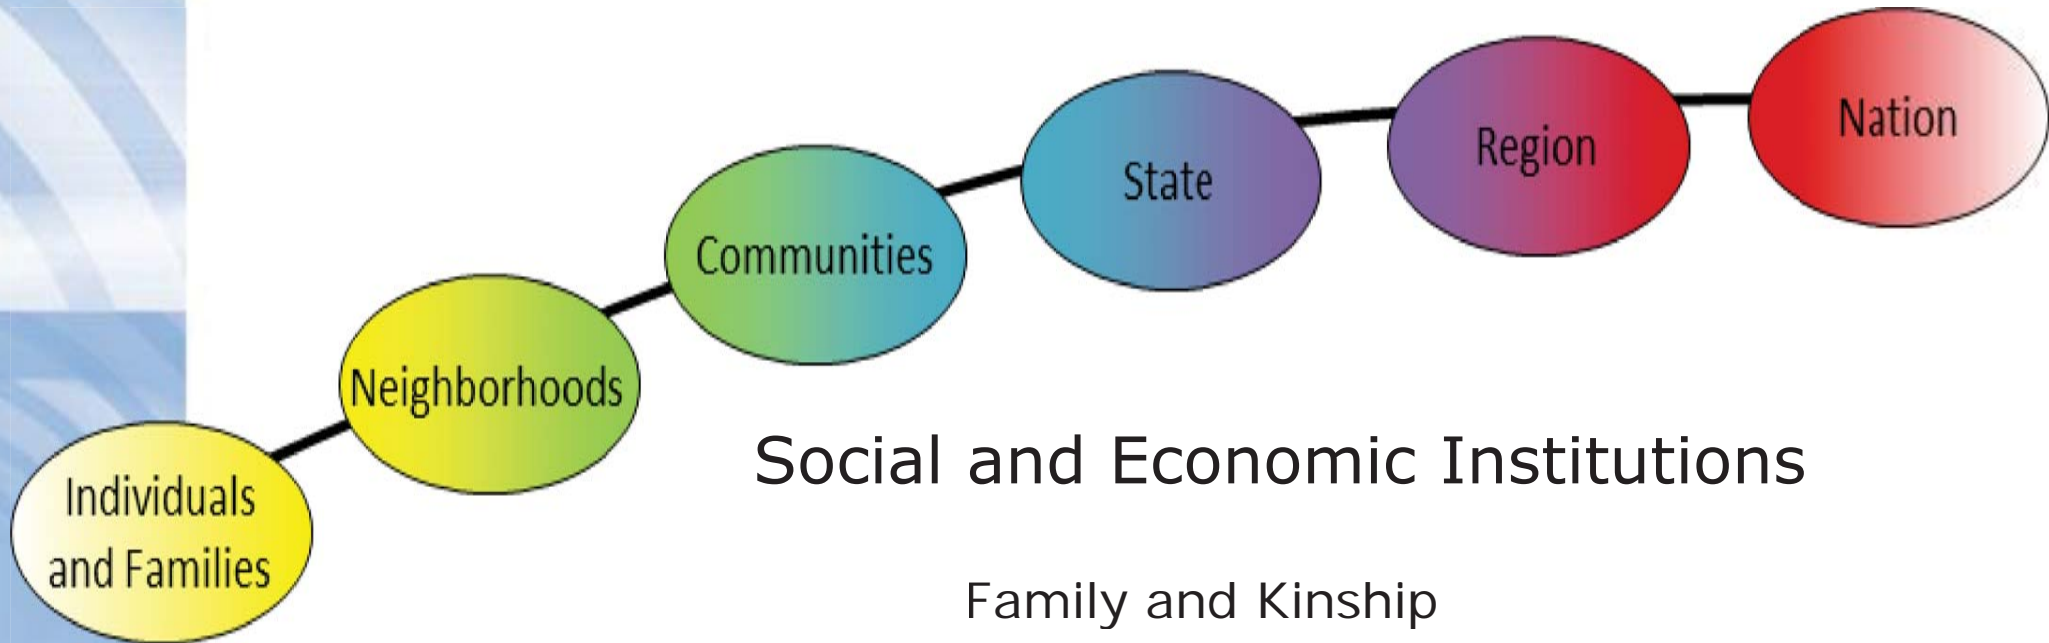 Individuals
and Families
Neighborhoods
Communities
State
Region
Nation
Social and Economic Institutions
Family and Kinship